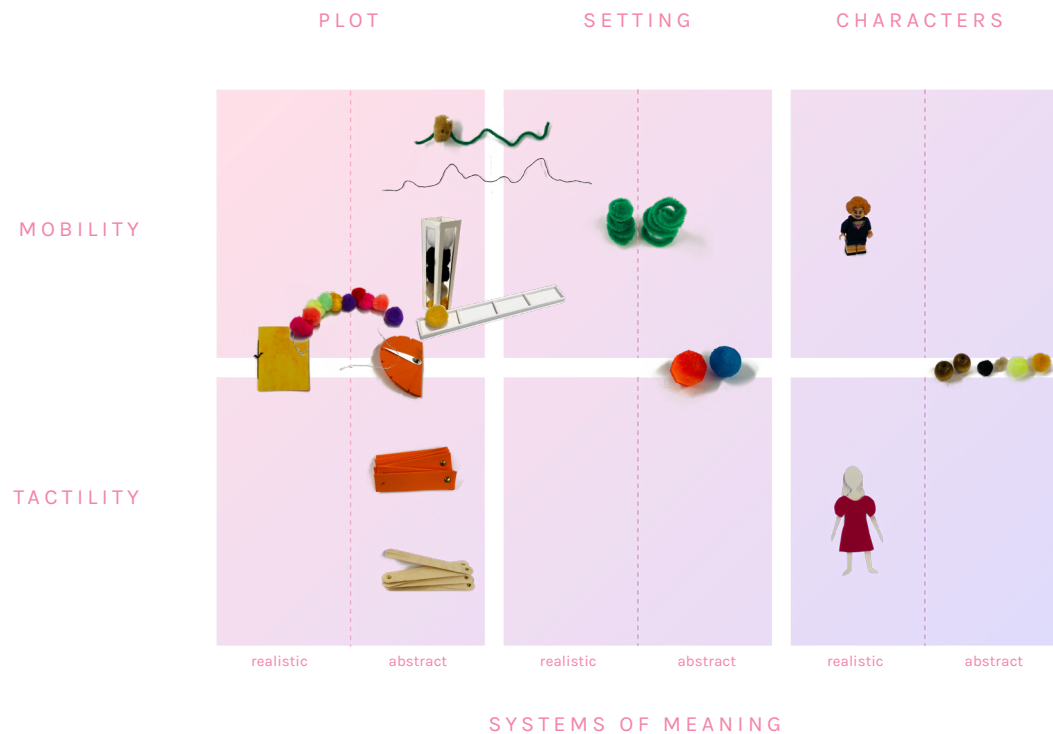 PLOT SETTING CHARACTERS
MOBILITY
TACTILITY
realistic abstract realistic abstract realistic abstract
SYSTEMS OF MEANING